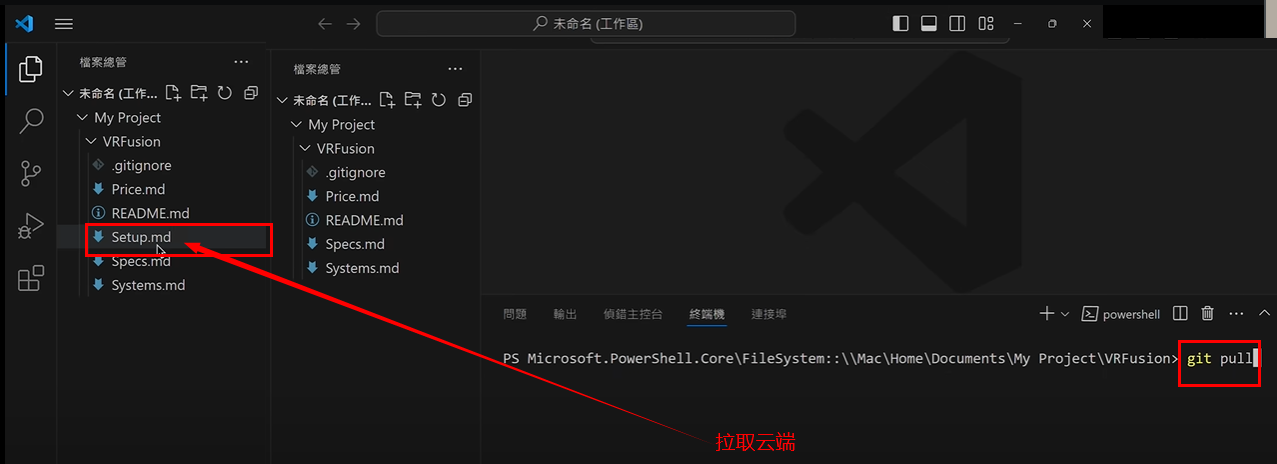 未命名 (工作區)
檔案總管
未命名 (工作...
My Project
VRFusion
.gitignore
Price.md
README.md
Setup.md
Specs.md
Systems.md
檔案總管
未命名 (工作...
My Project
VRFusion
.gitignore
Price.md
README.md
Specs.md
Systems.md
問題 輸出 偵錯主控台 終端機 連接埠 powershell
PS Microsoft.PowerShell.Core\FileSystem::\\Mac\Home\Documents\My Project\VRFusion> git pull
拉取云端